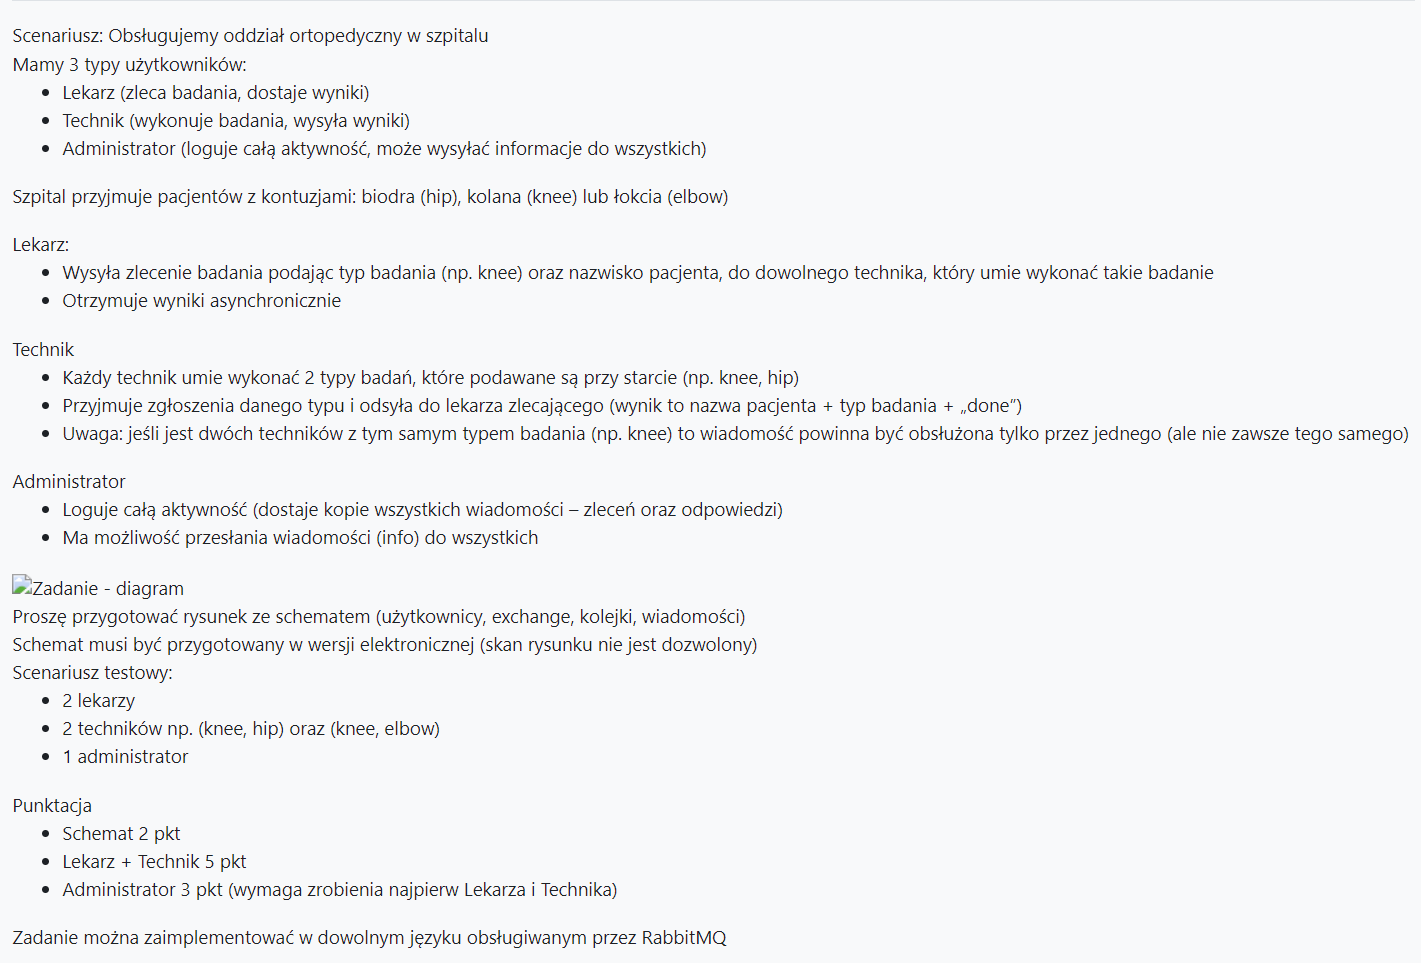 Scenariusz: Obsługujemy oddział ortopedyczny w szpitalu
Mamy 3 typy użytkowników:
• Lekarz (zleca badania, dostaje wyniki)
• Technik (wykonuje badania, wysyła wyniki)
• Administrator (loguje całą aktywność, może wysyłać informacje do wszystkich)
Szpital przyjmuje pacjentów z kontuzjami: biodra (hip), kolana (knee) lub łokcia (elbow)
Lekarz:
• Wysyła zlecenie badania podając typ badania (np. knee) oraz nazwisko pacjenta, do dowolnego technika, który umie wykonać takie badanie
• Otrzymuje wyniki asynchronicznie
Technik
• Każdy technik umie wykonać 2 typy badań, które podawane są przy starcie (np. knee, hip)
• Przyjmuje zgłoszenia danego typu i odsyła do lekarza zlecającego (wynik to nazwa pacjenta + typ badania + „done”)
• Uwaga: jeśli jest dwóch techników z tym samym typem badania (np. knee) to wiadomość powinna być obsłużona tylko przez jednego (ale nie zawsze tego samego)
Administrator
• Loguje całą aktywność (dostaje kopie wszystkich wiadomości – zleceń oraz odpowiedzi)
• Ma możliwość przesłania wiadomości (info) do wszystkich
Zadanie - diagram
Proszę przygotować rysunek ze schematem (użytkownicy, exchange, kolejki, wiadomości)
Schemat musi być przygotowany w wersji elektronicznej (skan rysunku nie jest dozwolony)
Scenariusz testowy:
• 2 lekarzy
• 2 techników np. (knee, hip) oraz (knee, elbow)
• 1 administrator
Punktacja
• Schemat 2 pkt
• Lekarz + Technik 5 pkt
• Administrator 3 pkt (wymaga zrobienia najpierw Lekarza i Technika)
Zadanie można zaimplementować w dowolnym języku obsługiwanym przez RabbitMQ